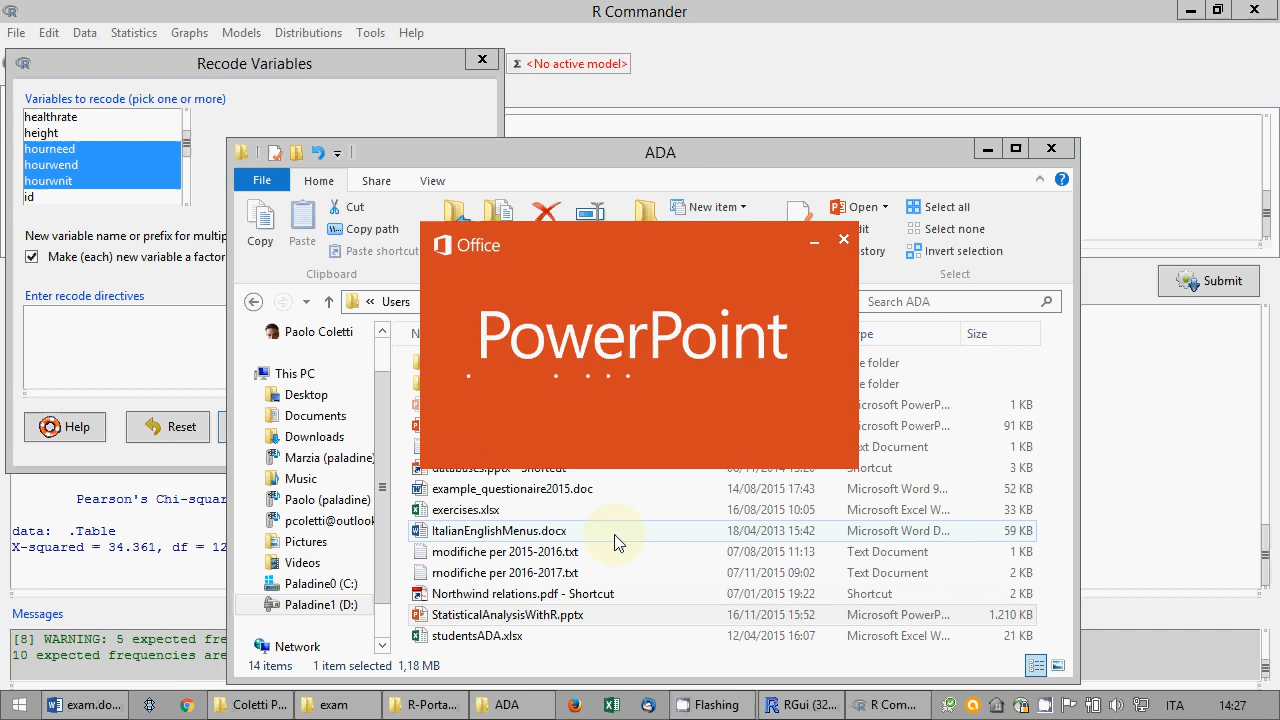 R Commander
File Edit Data Statistics Graphs Models Distributions Tools Help
Recode Variables
Σ <No active model>
Variables to recode (pick one or more)
healthrate
height
hourneed
hourwend
hourwnit
id
New variable name or prefix for multip
Make (each) new variable a factor
Enter recode directives
Help
Reset
Submit
Pearson's Chi-squar
data: .Table
X-squared = 34.361, df = 12
Messages
[8] WARNING: 5 expected fre
10 expected frequencies are
ADA
File Home Share View
Copy
Paste
Cut
Copy path
Paste shortcut
Clipboard
New item
Open
Select all
Select none
Invert selection
Select
Users
Search ADA
Paolo Coletti
This PC
Desktop
Documents
Downloads
Marzia (paladine)
Music
Paolo (paladine)
pcoletti@outlook
Pictures
Videos
Paladine0 (C:)
Paladine1 (D:)
Network
Size
Office
PowerPoint
1 KB
91 KB
1 KB
Shortcut 3 KB
example_questionaire2015.doc 14/08/2015 17:43 Microsoft Word 9... 52 KB
exercises.xlsx 16/08/2015 10:05 Microsoft Excel W... 33 KB
ItalianEnglishMenus.docx 18/04/2013 15:42 Microsoft Word D... 59 KB
modifiche per 2015-2016.txt 07/08/2015 11:13 Text Document 1 KB
modifiche per 2016-2017.txt 07/11/2015 09:02 Text Document 2 KB
Northwind relations.pdf - Shortcut 07/01/2015 19:22 Shortcut 2 KB
StatisticalAnalysisWithR.pptx 16/11/2015 15:52 Microsoft PowerP... 1.210 KB
studentsADA.xlsx 12/04/2015 16:07 Microsoft Excel W... 21 KB
14 items 1 item selected 1,18 MB
exam.do... Coletti P... exam R-Porta... ADA Flashing RGui (32... R Com... ITA 14:27